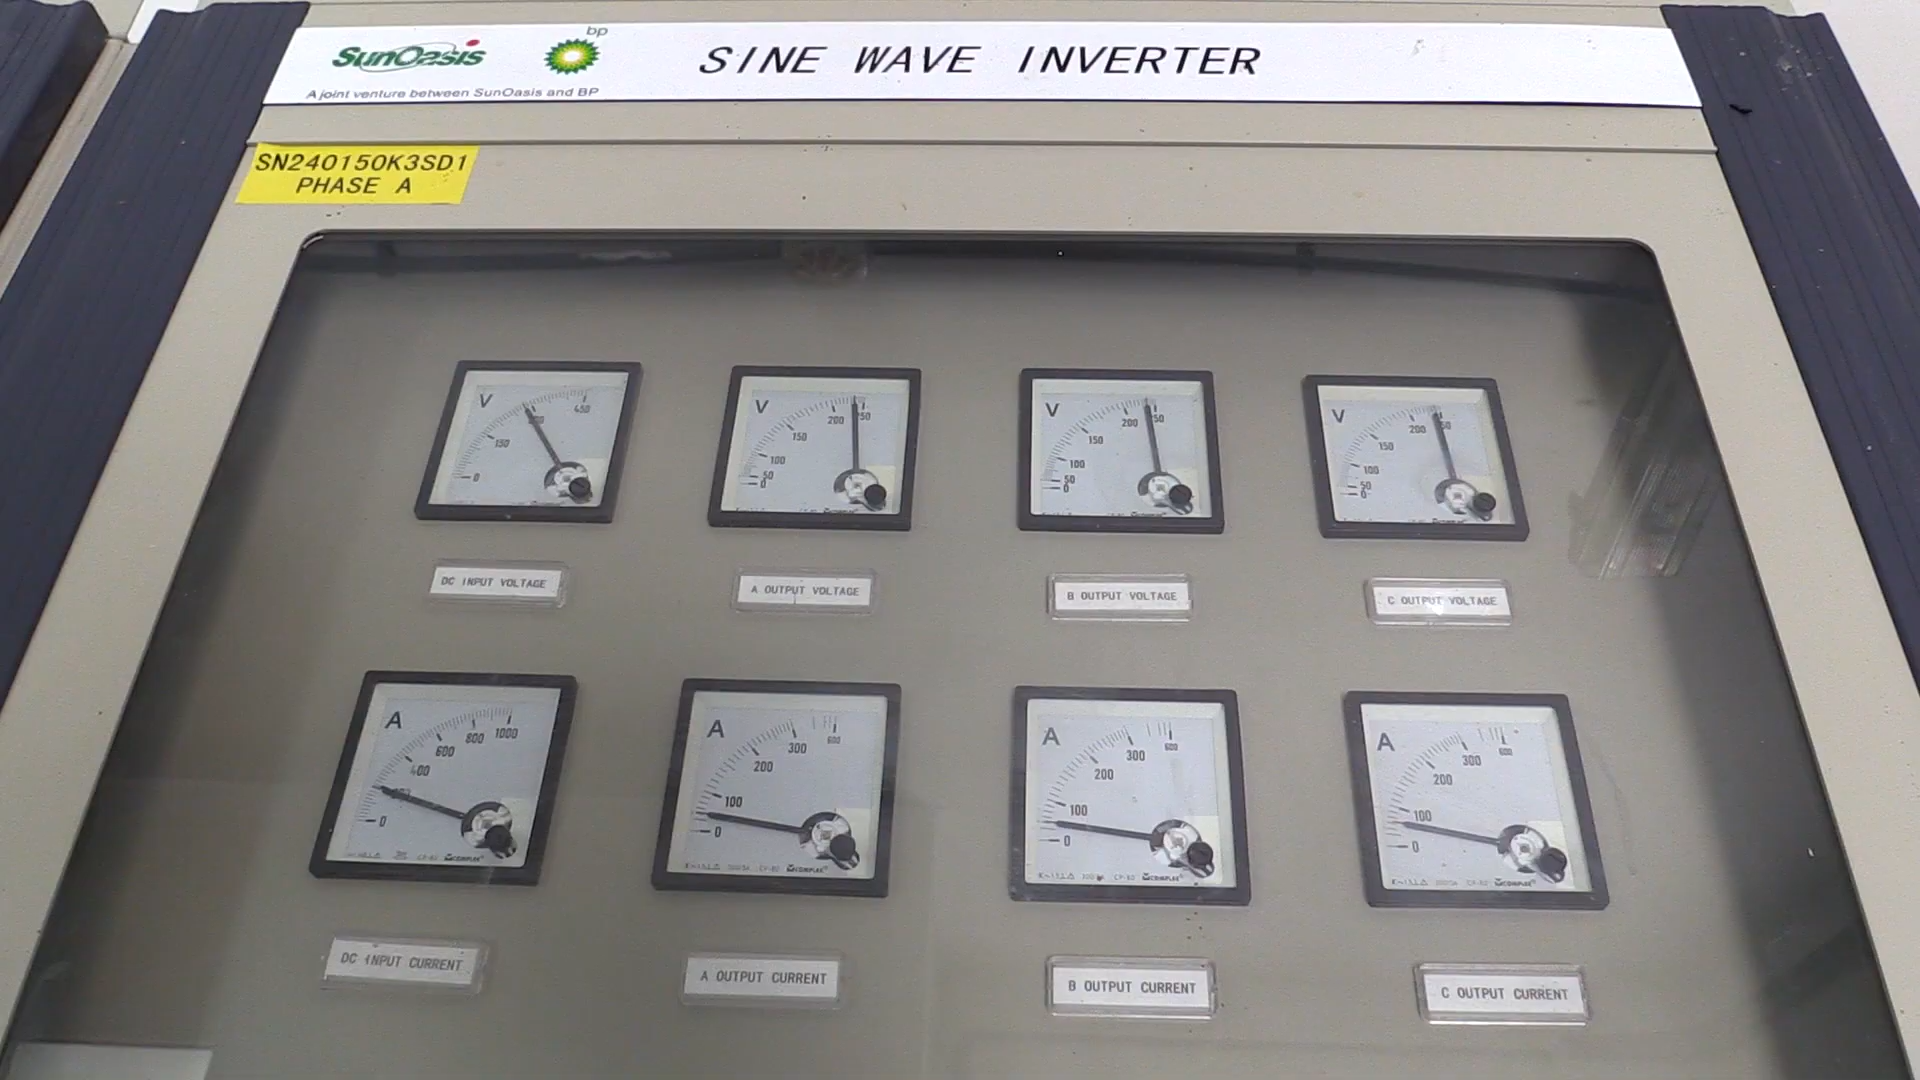 SunOasis
bp
A joint venture between SunOasis and BP
SINE WAVE INVERTER
SN240150K3SD1
PHASE A
V
0
150
450
DC INPUT VOLTAGE
V
0
50
100
150
200
250
A OUTPUT VOLTAGE
V
0
50
100
150
200
250
B OUTPUT VOLTAGE
V
0
50
100
150
200
C OUTPUT VOLTAGE
A
0
400
600
800
1000
DC INPUT CURRENT
A
0
100
200
300
600
A OUTPUT CURRENT
A
0
100
200
300
600
B OUTPUT CURRENT
A
0
100
200
300
600
C OUTPUT CURRENT